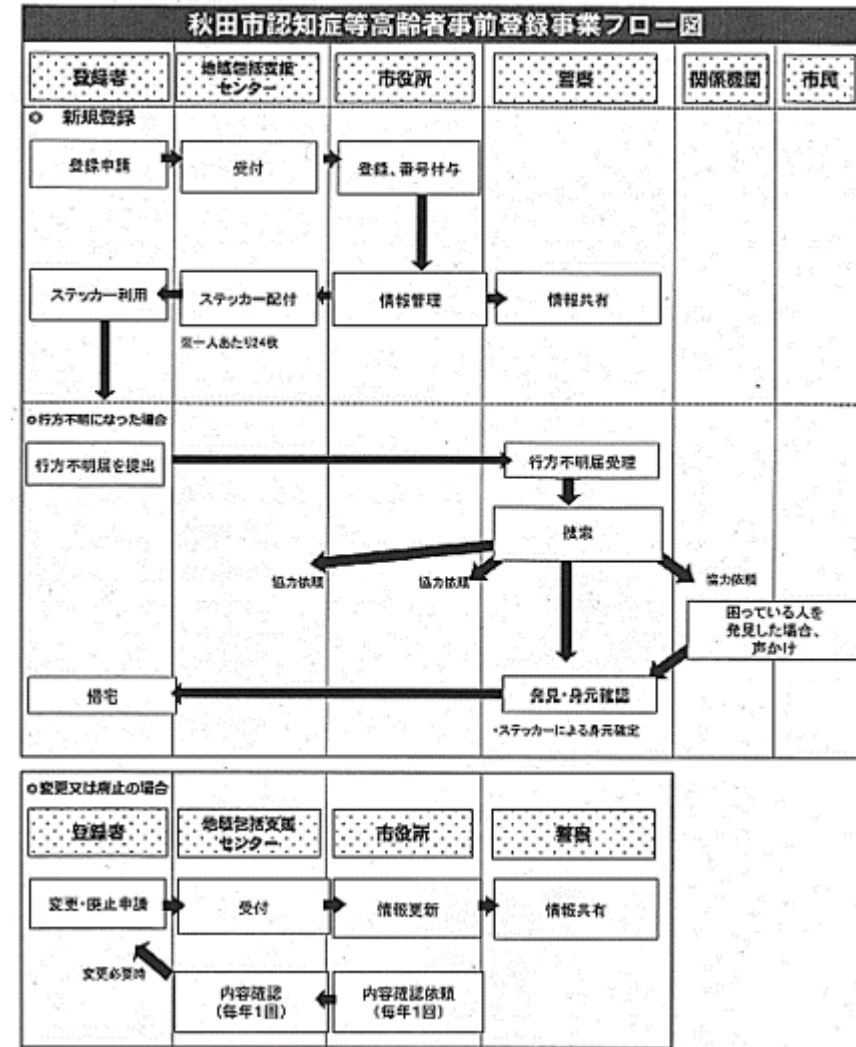 秋田市認知症等高齢者事前登録事業フロー図
登録者
地域包括支援
センター
市役所
警察
関係機関
市民
◎ 新規登録
登録申請
受付
登録、番号付与
ステッカー利用
ステッカー配付
情報管理
情報共有
※一人あたり24枚
◎行方不明になった場合
行方不明届を提出
行方不明届受理
捜索
協力依頼
協力依頼
協力依頼
困っている人を
発見した場合、
声かけ
帰宅
発見・身元確認
・ステッカーによる身元確定
◎変更又は廃止の場合
登録者
地域包括支援
センター
市役所
警察
変更・廃止申請
受付
情報更新
情報共有
変更必要時
内容確認
(毎年1回)
内容確認依頼
(毎年1回)